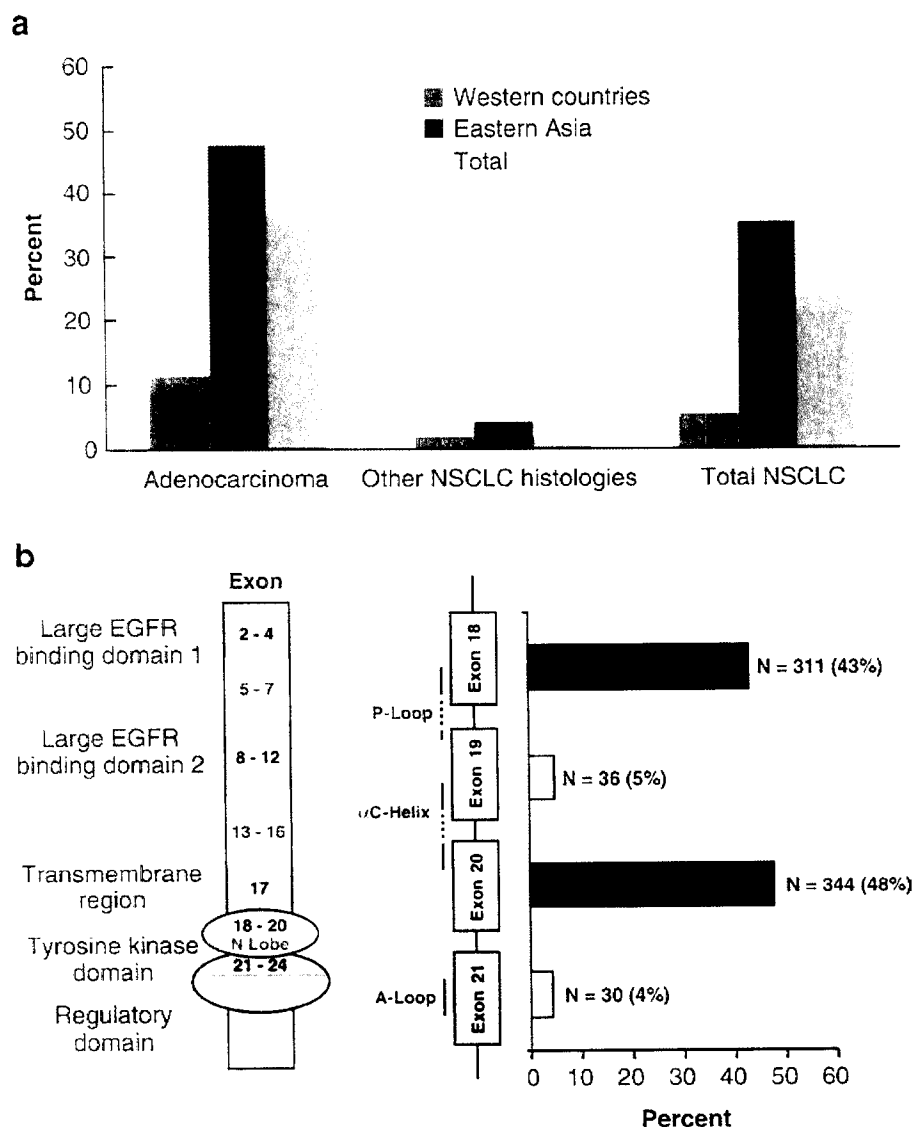 a
60
50
40
30
20
10
0
Percent
Western countries
Eastern Asia
Total
Adenocarcinoma
Other NSCLC histologies
Total NSCLC
b
Exon
Large EGFR
binding domain 1
Large EGFR
binding domain 2
Transmembrane
region
Tyrosine kinase
domain
Regulatory
domain
2 - 4
5 - 7
8 - 12
13 - 16
17
18 - 20
N Lobe
21 - 24
P-Loop
C-Helix
A-Loop
Exon 18
Exon 19
Exon 20
Exon 21
N = 311 (43%)
N = 36 (5%)
N = 344 (48%)
N = 30 (4%)
0 10 20 30 40 50 60
Percent